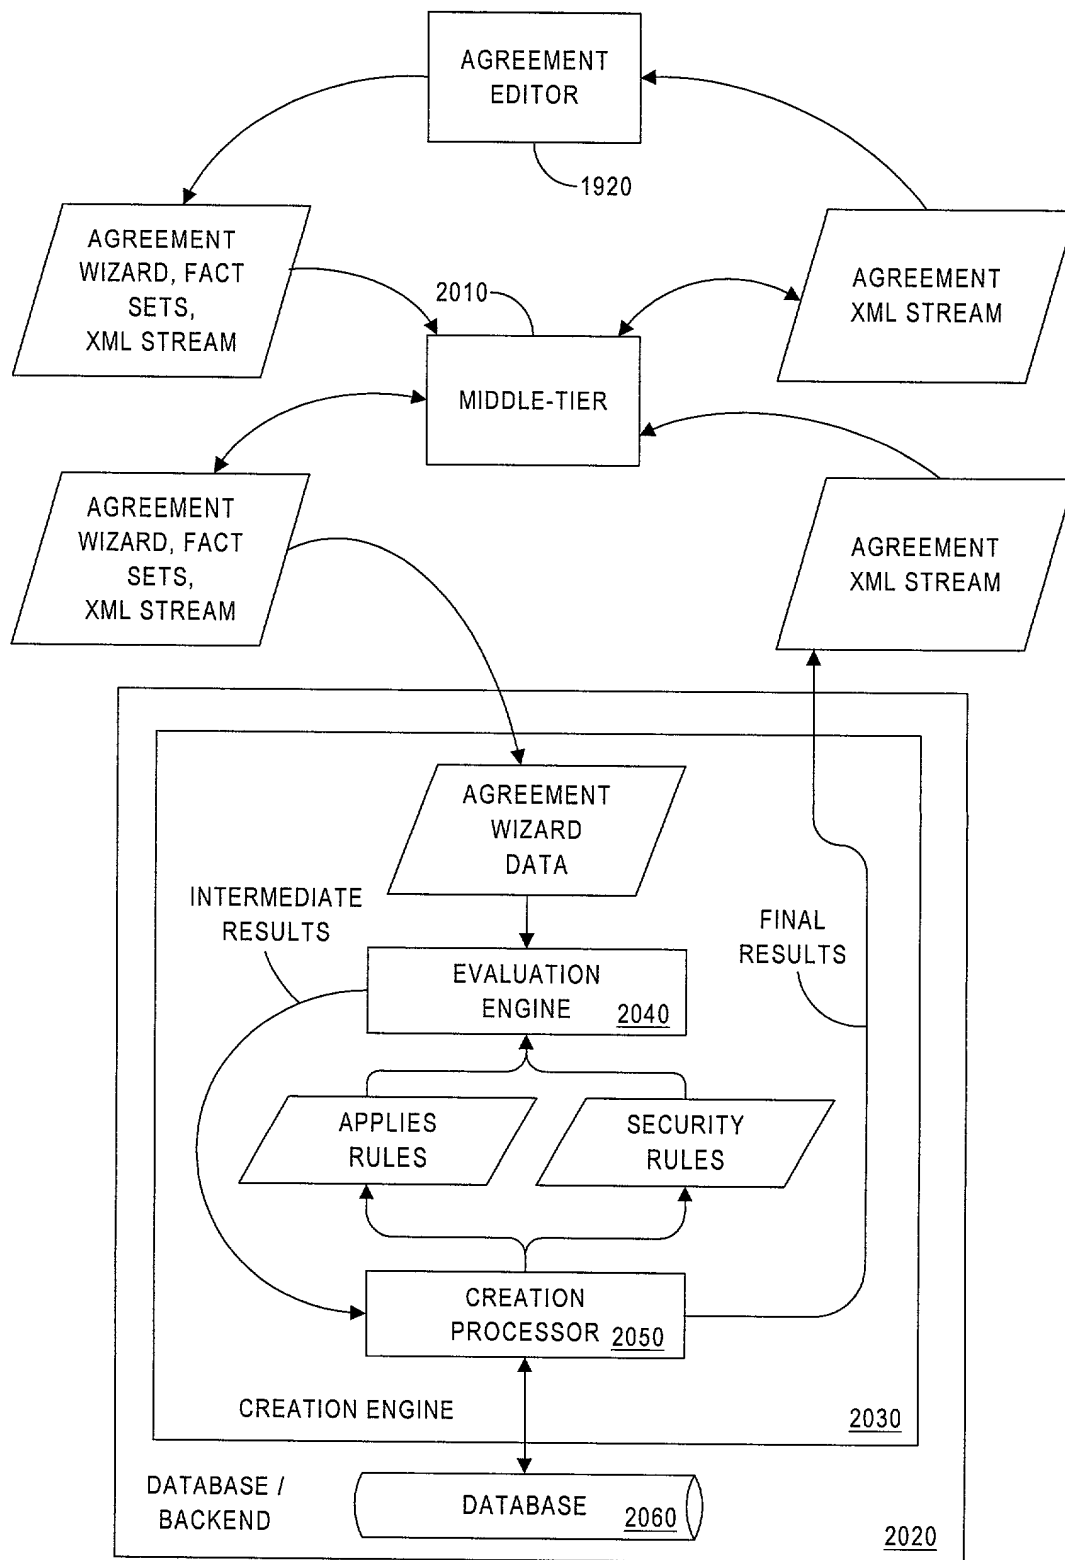 AGREEMENT
EDITOR
1920
AGREEMENT
WIZARD, FACT
SETS,
XML STREAM
2010
AGREEMENT
XML STREAM
MIDDLE-TIER
AGREEMENT
WIZARD, FACT
SETS,
XML STREAM
AGREEMENT
XML STREAM
AGREEMENT
WIZARD
DATA
INTERMEDIATE
RESULTS
FINAL
RESULTS
EVALUATION
ENGINE
2040
APPLIES
RULES
SECURITY
RULES
CREATION
PROCESSOR
2050
CREATION ENGINE
2030
DATABASE /
BACKEND
DATABASE
2060
2020